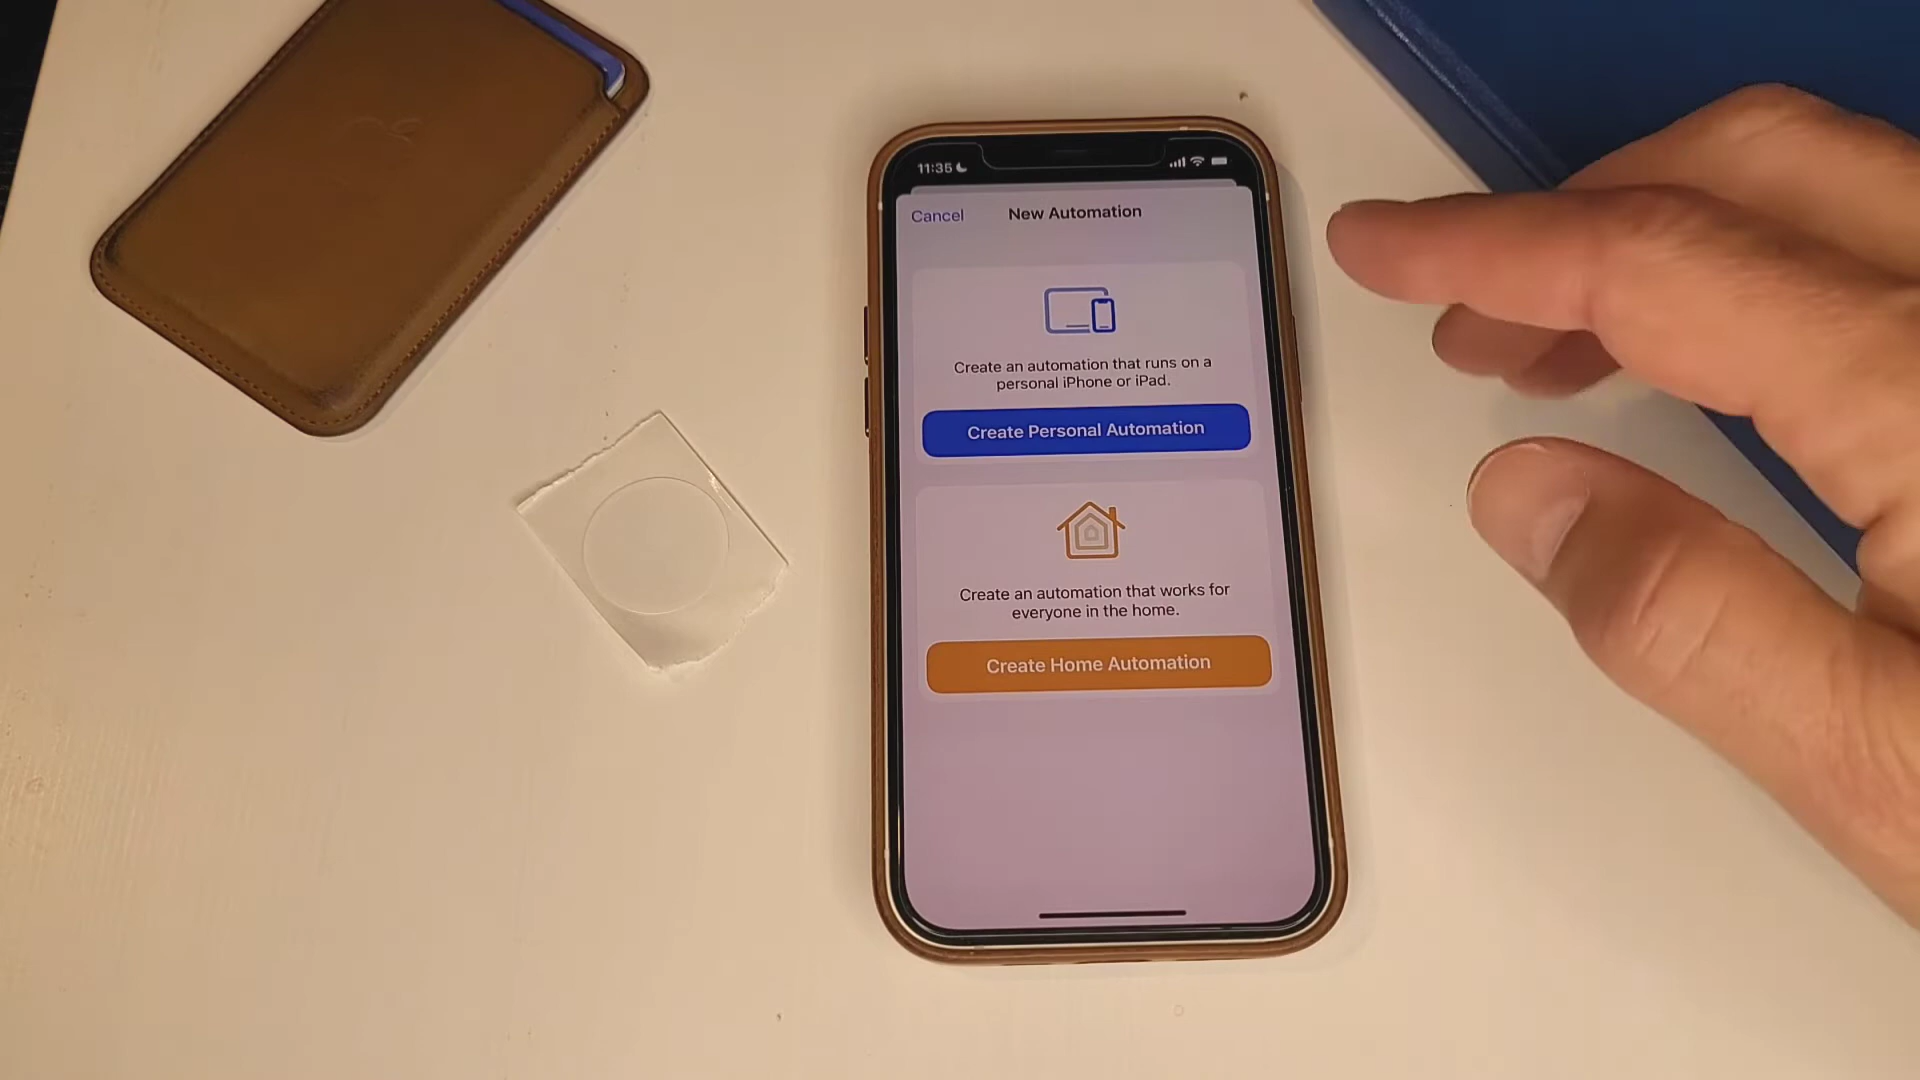 11:35
Cancel
New Automation
Create an automation that runs on a
personal iPhone or iPad.
Create Personal Automation
Create an automation that works for
everyone in the home.
Create Home Automation